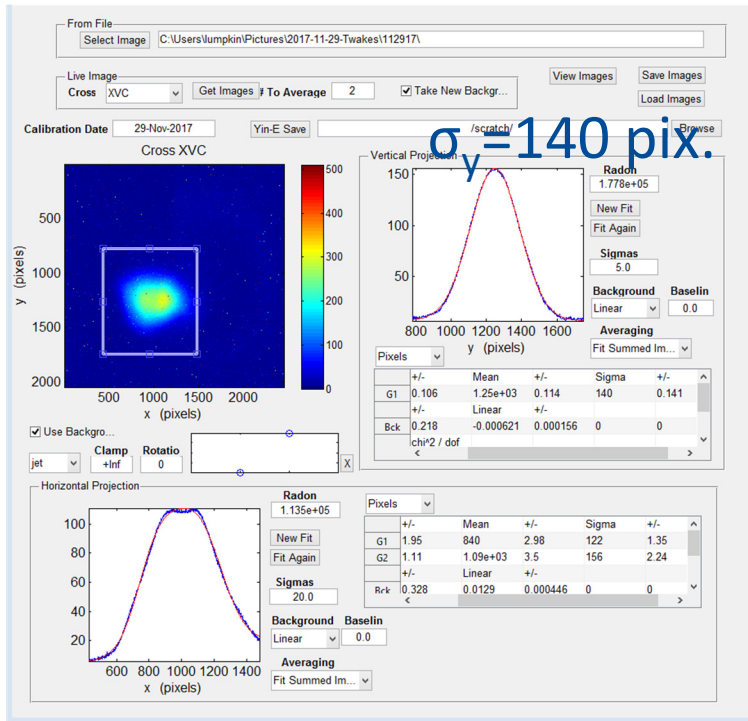 From File
Select Image C:\Users\lumpkin\Pictures\2017-11-29-Twakes\112917\
Live Image
Cross XVC Get Images # To Average 2 Take New Backgr...
View Images Save Images
Load Images
Calibration Date 29-Nov-2017 Yin-E Save /scratch/ Browse
σy=140 pix.
Cross XVC
500
400
300
200
100
0
500
1000
1500
2000
y (pixels)
500 1000 1500 2000
x (pixels)
Vertical Projection
150
100
50
800 1000 1200 1400 1600
y (pixels)
Radon
1.778e+05
New Fit
Fit Again
Sigmas
5.0
Background Baselin
Linear 0.0
Averaging
Fit Summed Im...
Pixels
+/- Mean +/- Sigma +/-
G1 0.106 1.25e+03 0.114 140 0.141
+/- Linear +/-
Bck 0.218 -0.000621 0.000156 0 0
chi^2 / dof
Use Backgro...
jet Clamp Rotatio
+Inf 0 X
Horizontal Projection
100
80
60
40
20
600 800 1000 1200 1400
x (pixels)
Radon
1.135e+05
New Fit
Fit Again
Sigmas
20.0
Background Baselin
Linear 0.0
Averaging
Fit Summed Im...
Pixels
+/- Mean +/- Sigma +/-
G1 1.95 840 2.98 122 1.35
G2 1.11 1.09e+03 3.5 156 2.24
+/- Linear +/-
Bck 0.328 0.0129 0.000446 0 0